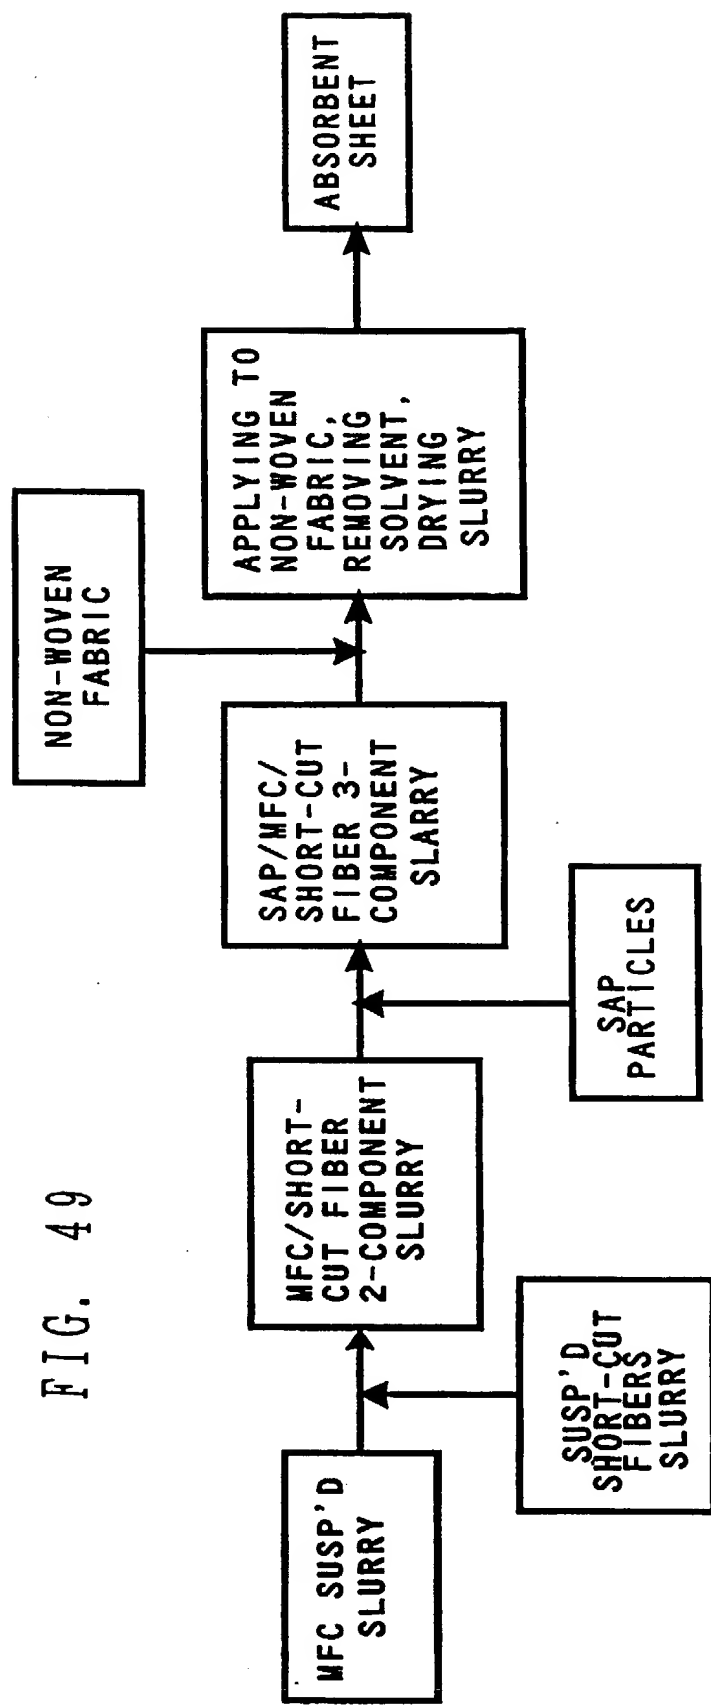 FIG. 49
MFC SUSP'D
SLURRY
SUSP'D
SHORT-CUT
FIBERS
SLURRY
MFC/SHORT-
CUT FIBER
2-COMPONENT
SLURRY
SAP
PARTICLES
SAP/MFC/
SHORT-CUT
FIBER 3-
COMPONENT
SLARRY
NON-WOVEN
FABRIC
APPLYING TO
NON-WOVEN
FABRIC,
REMOVING
SOLVENT,
DRYING
SLURRY
ABSORBENT
SHEET